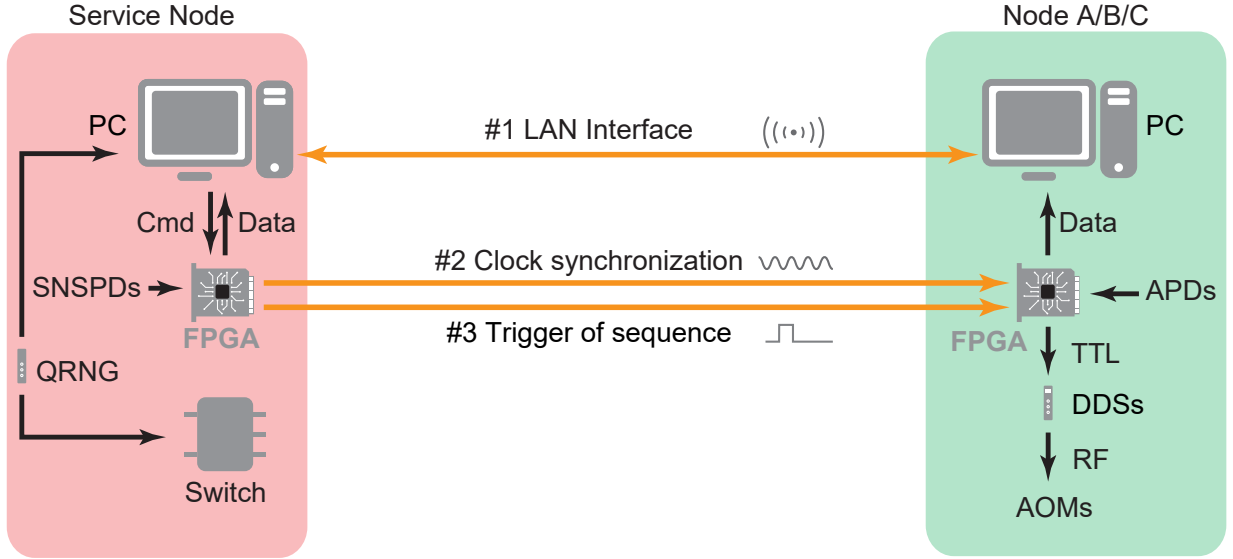 Service Node
Node A/B/C
PC
#1 LAN Interface
PC
Cmd
Data
Data
#2 Clock synchronization
SNSPDs
APDs
#3 Trigger of sequence
FPGA
FPGA
TTL
QRNG
DDSs
RF
Switch
AOMs